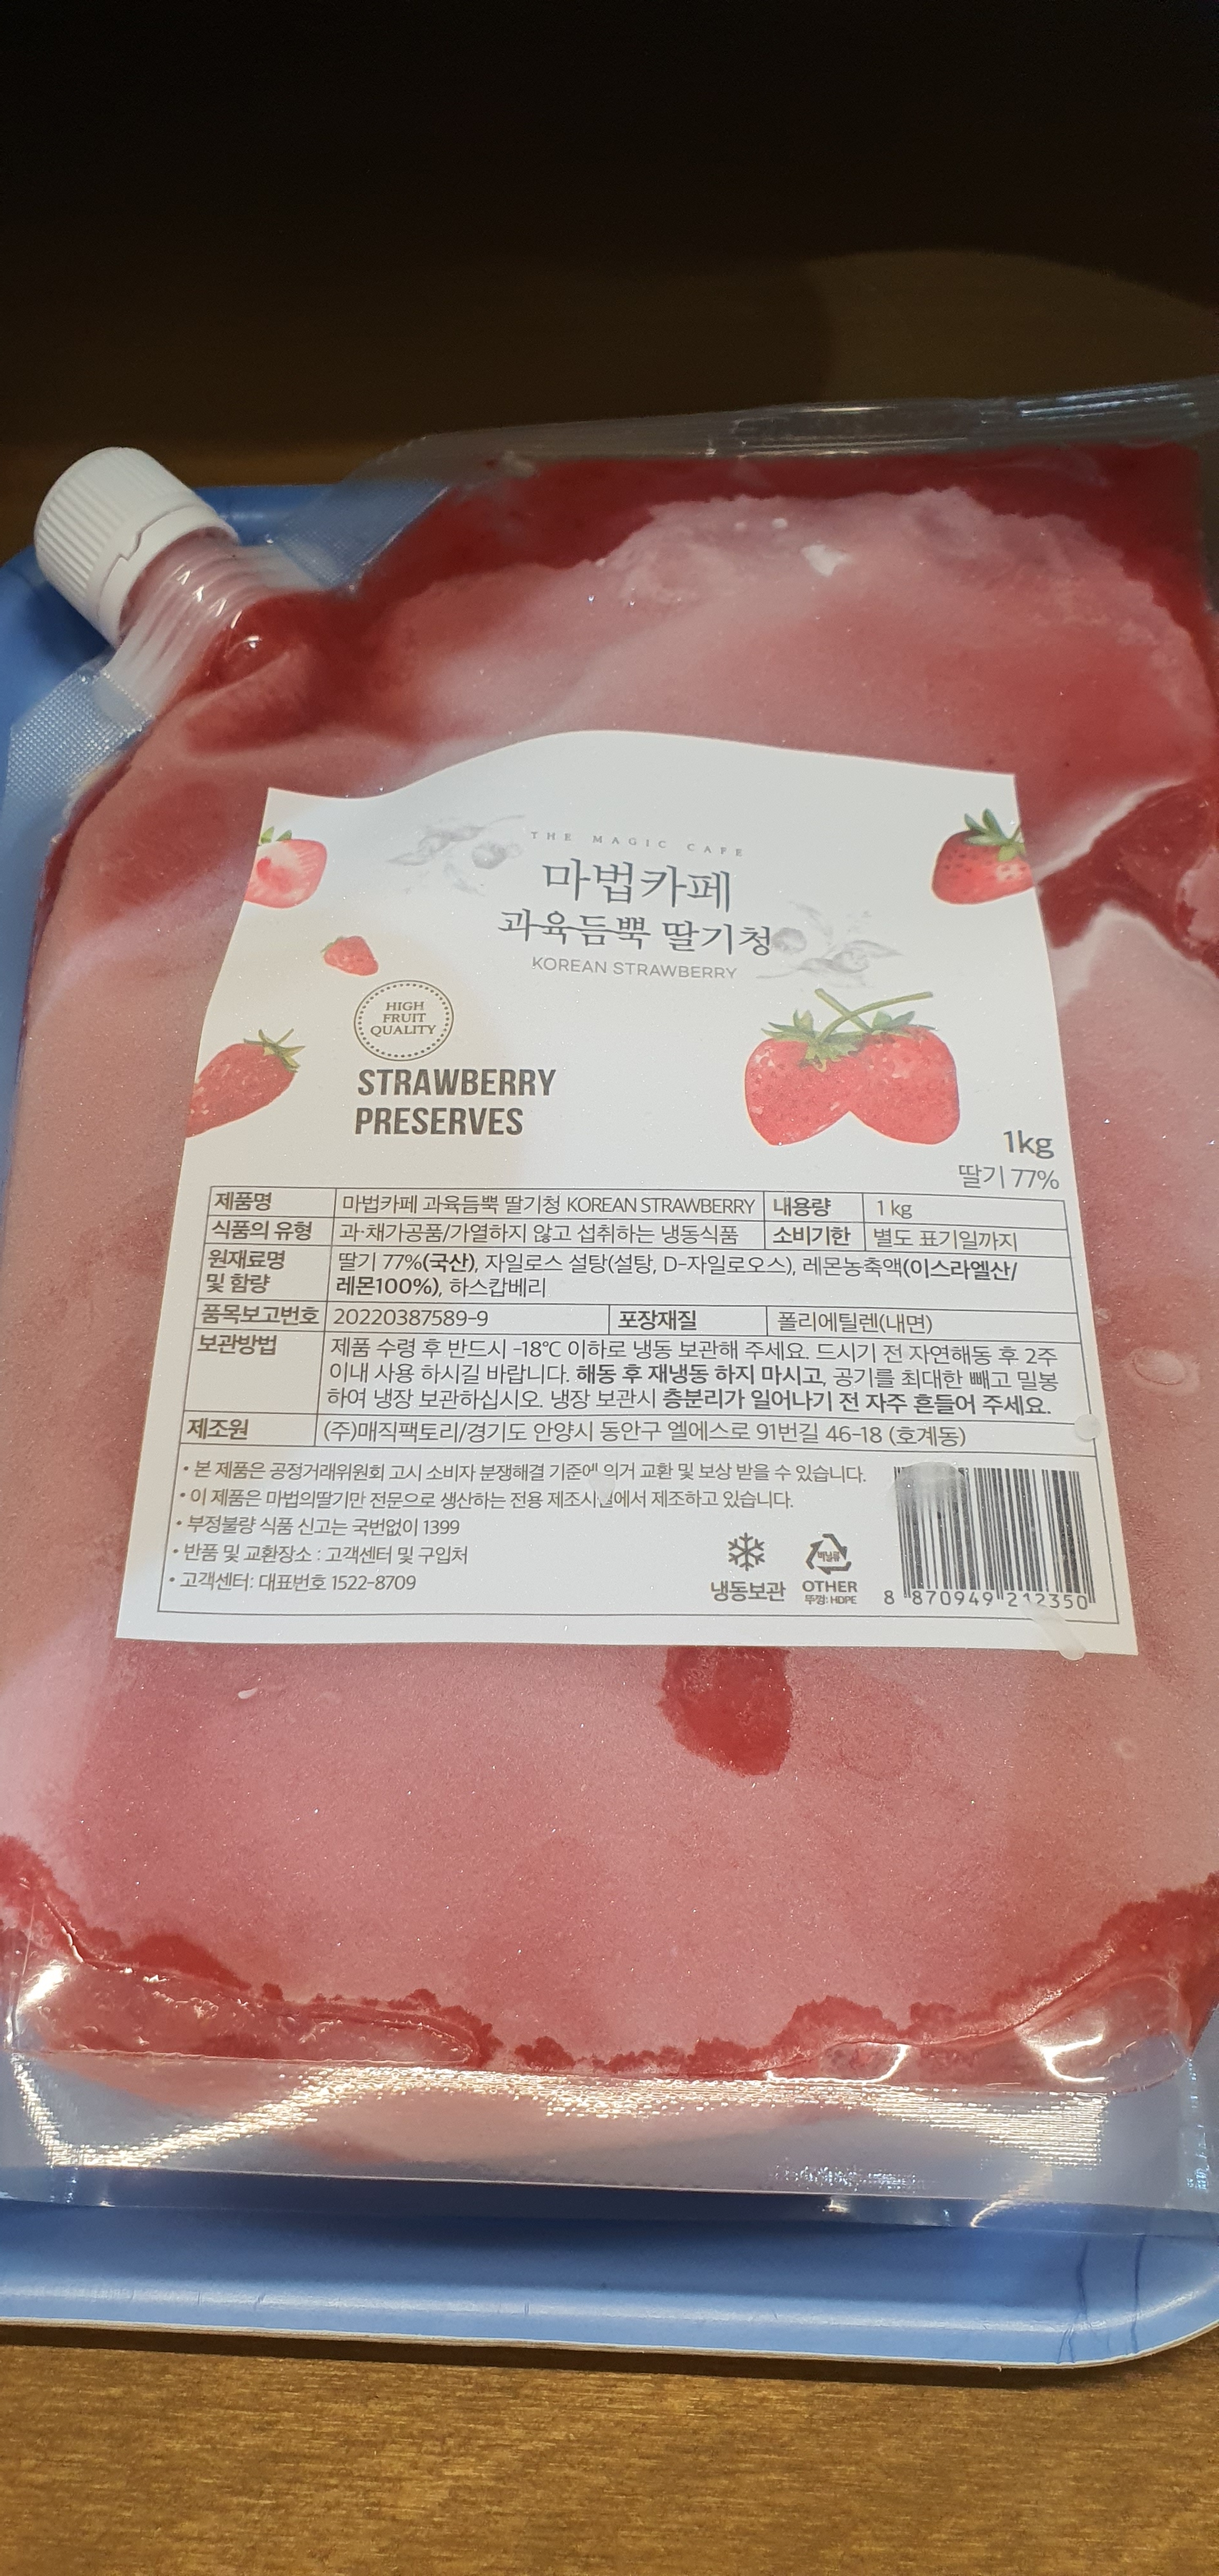 THE MAGIC CAFE
마법카페
과육듬뿍 딸기청
KOREAN STRAWBERRY
HIGH
FRUIT
QUALITY
STRAWBERRY
PRESERVES
1kg
딸기 77%
제품명 마법카페 과육듬뿍 딸기청 KOREAN STRAWBERRY 내용량 1 kg
식품의 유형 과·채가공품/가열하지 않고 섭취하는 냉동식품 소비기한 별도 표기일까지
원재료명 및 함량 딸기 77%(국산), 자일로스 설탕(설탕, D-자일로오스), 레몬농축액(이스라엘산/
레몬100%), 하스캅베리
품목보고번호 20220387589-9 포장재질 폴리에틸렌(내면)
보관방법 제품 수령 후 반드시 -18℃ 이하로 냉동 보관해 주세요. 드시기 전 자연해동 후 2주
이내 사용 하시길 바랍니다. 해동 후 재냉동 하지 마시고, 공기를 최대한 빼고 밀봉
하여 냉장 보관하십시오. 냉장 보관시 층분리가 일어나기 전 자주 흔들어 주세요.
제조원 (주)매직팩토리/경기도 안양시 동안구 엘에스로 91번길 46-18 (호계동)
• 본 제품은 공정거래위원회 고시 소비자 분쟁해결 기준에 의거 교환 및 보상 받을 수 있습니다.
• 이 제품은 마법의딸기만 전문으로 생산하는 전용 제조시설에서 제조하고 있습니다.
• 부정불량 식품 신고는 국번없이 1399
• 반품 및 교환장소 : 고객센터 및 구입처
• 고객센터: 대표번호 1522-8709
냉동보관
비닐류
OTHER
뚜껑: HDPE
8 870949 212350